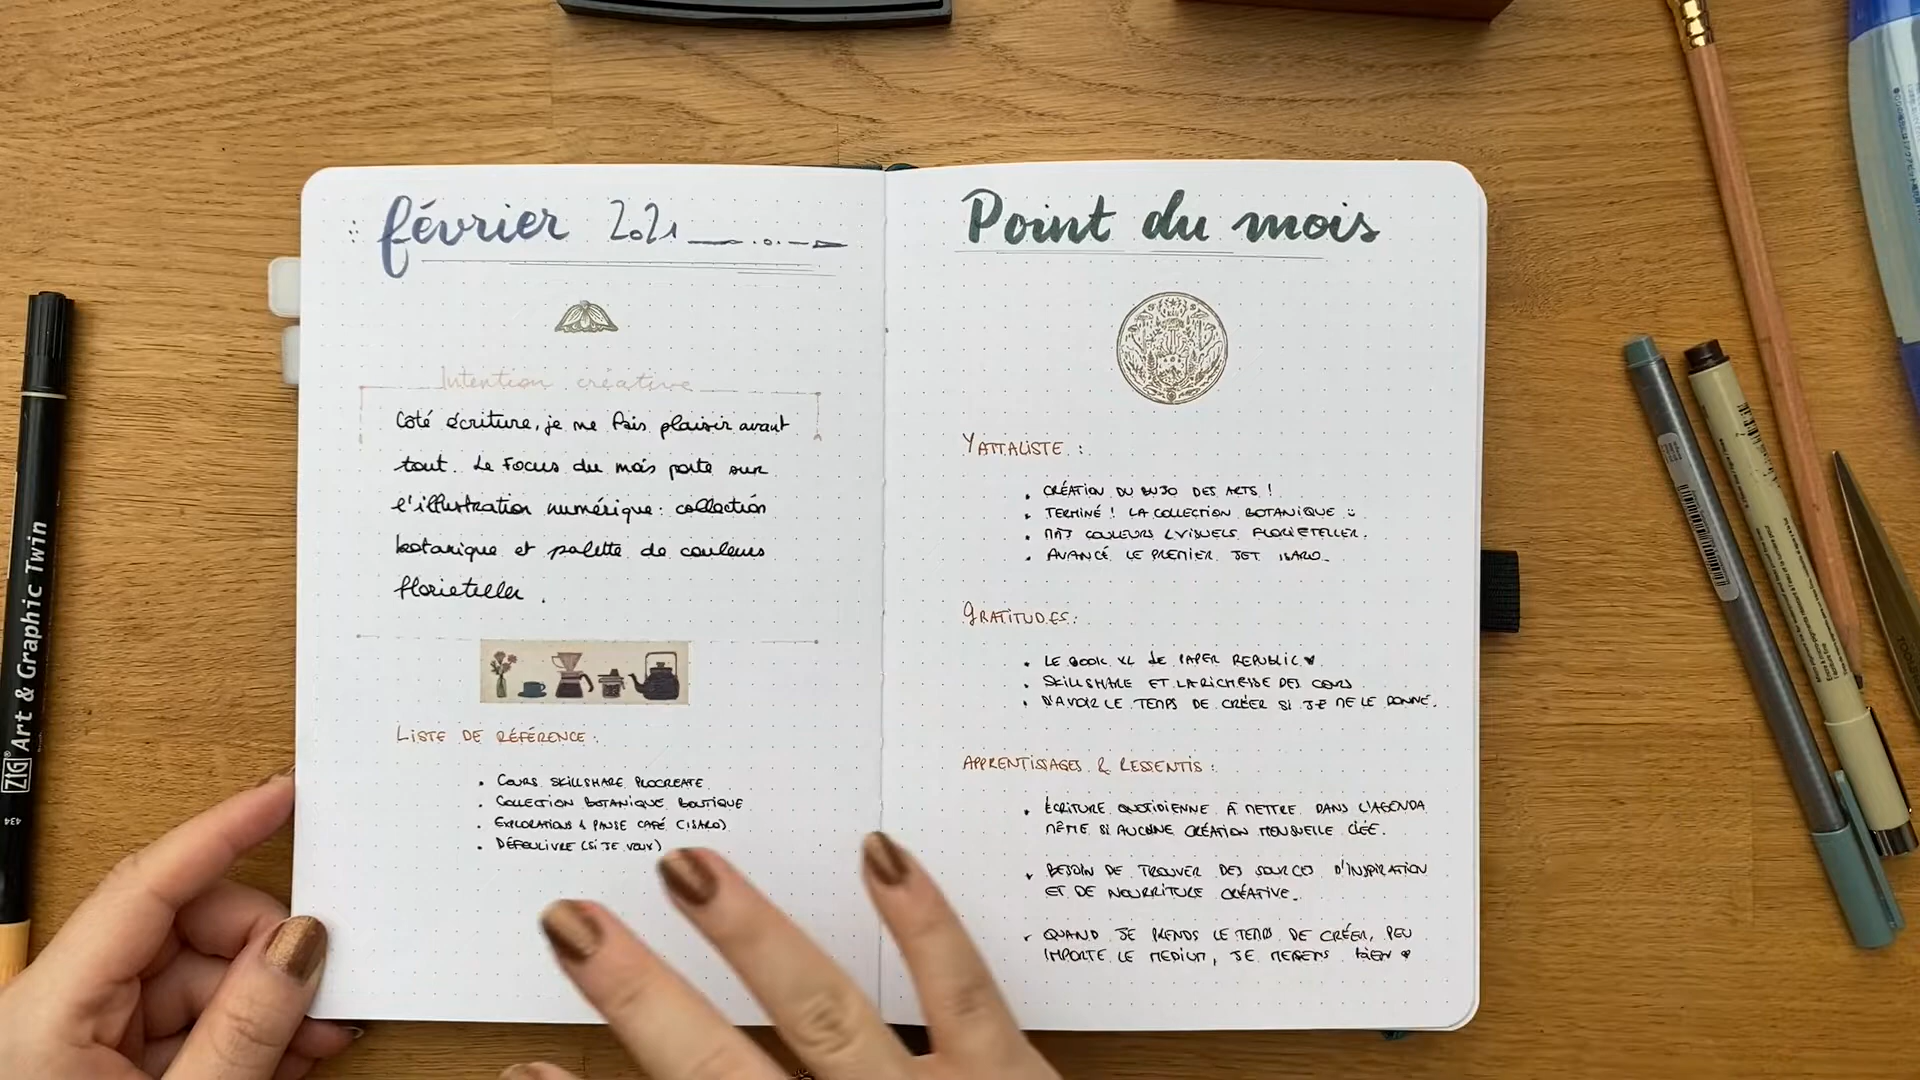 février 2021
Intention créative
Côté écriture, je me fais plaisir avant
tout. Le Focus du mois porte sur
l'illustration numérique: collection
botanique et palette de couleurs
florieteller.
LISTE DE RÉFÉRENCE:
• COURS SKILLSHARE PROCREATE
• COLLECTION BOTANIQUE BOUTIQUE
• EXPLORATIONS & PAUSE CAFÉ (ISARO)
• DÉFOULIVRE (SI JE VEUX)
Point du mois
YATTALISTE :
• CRÉATION DU BUJO DES ARTS !
• TERMINÉ ! LA COLLECTION BOTANIQUE
• MÀJ COULEURS & VISUELS FLORIETELLER.
• AVANCÉ LE PREMIER JET ISARO.
GRATITUDES:
• LE BOOK XL DE PAPER REPUBLIC ♥
• SKILLSHARE ET LA RICHESSE DES COURS
• D'AVOIR LE TEMPS DE CRÉER SI JE ME LE DONNE.
APPRENTISSAGES & RESSENTIS :
• ÉCRITURE QUOTIDIENNE À METTRE DANS L'AGENDA
MÊME SI AUCUNE CRÉATION MENSUELLE LIÉE.
• BESOIN DE TROUVER DES SOURCES D'INSPIRATION
ET DE NOURRITURE CRÉATIVE.
• QUAND JE PRENDS LE TEMPS DE CRÉER, PEU
IMPORTE LE MEDIUM, JE ME SENS BIEN ♥
ZIG Art & Graphic Twin
434